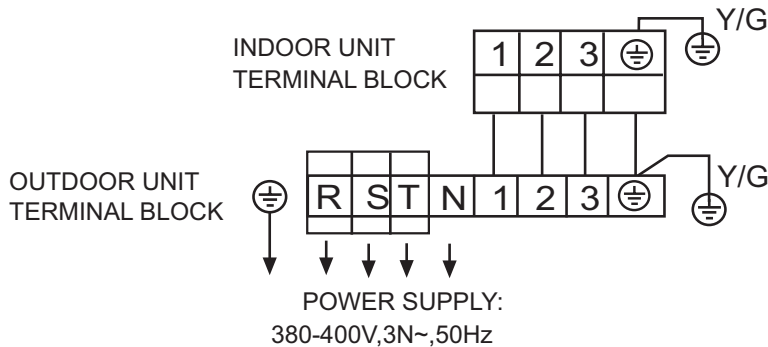 Y/G
INDOOR UNIT
TERMINAL BLOCK
1 2 3
OUTDOOR UNIT
TERMINAL BLOCK
R S T N 1 2 3
Y/G
POWER SUPPLY:
380-400V,3N~,50Hz